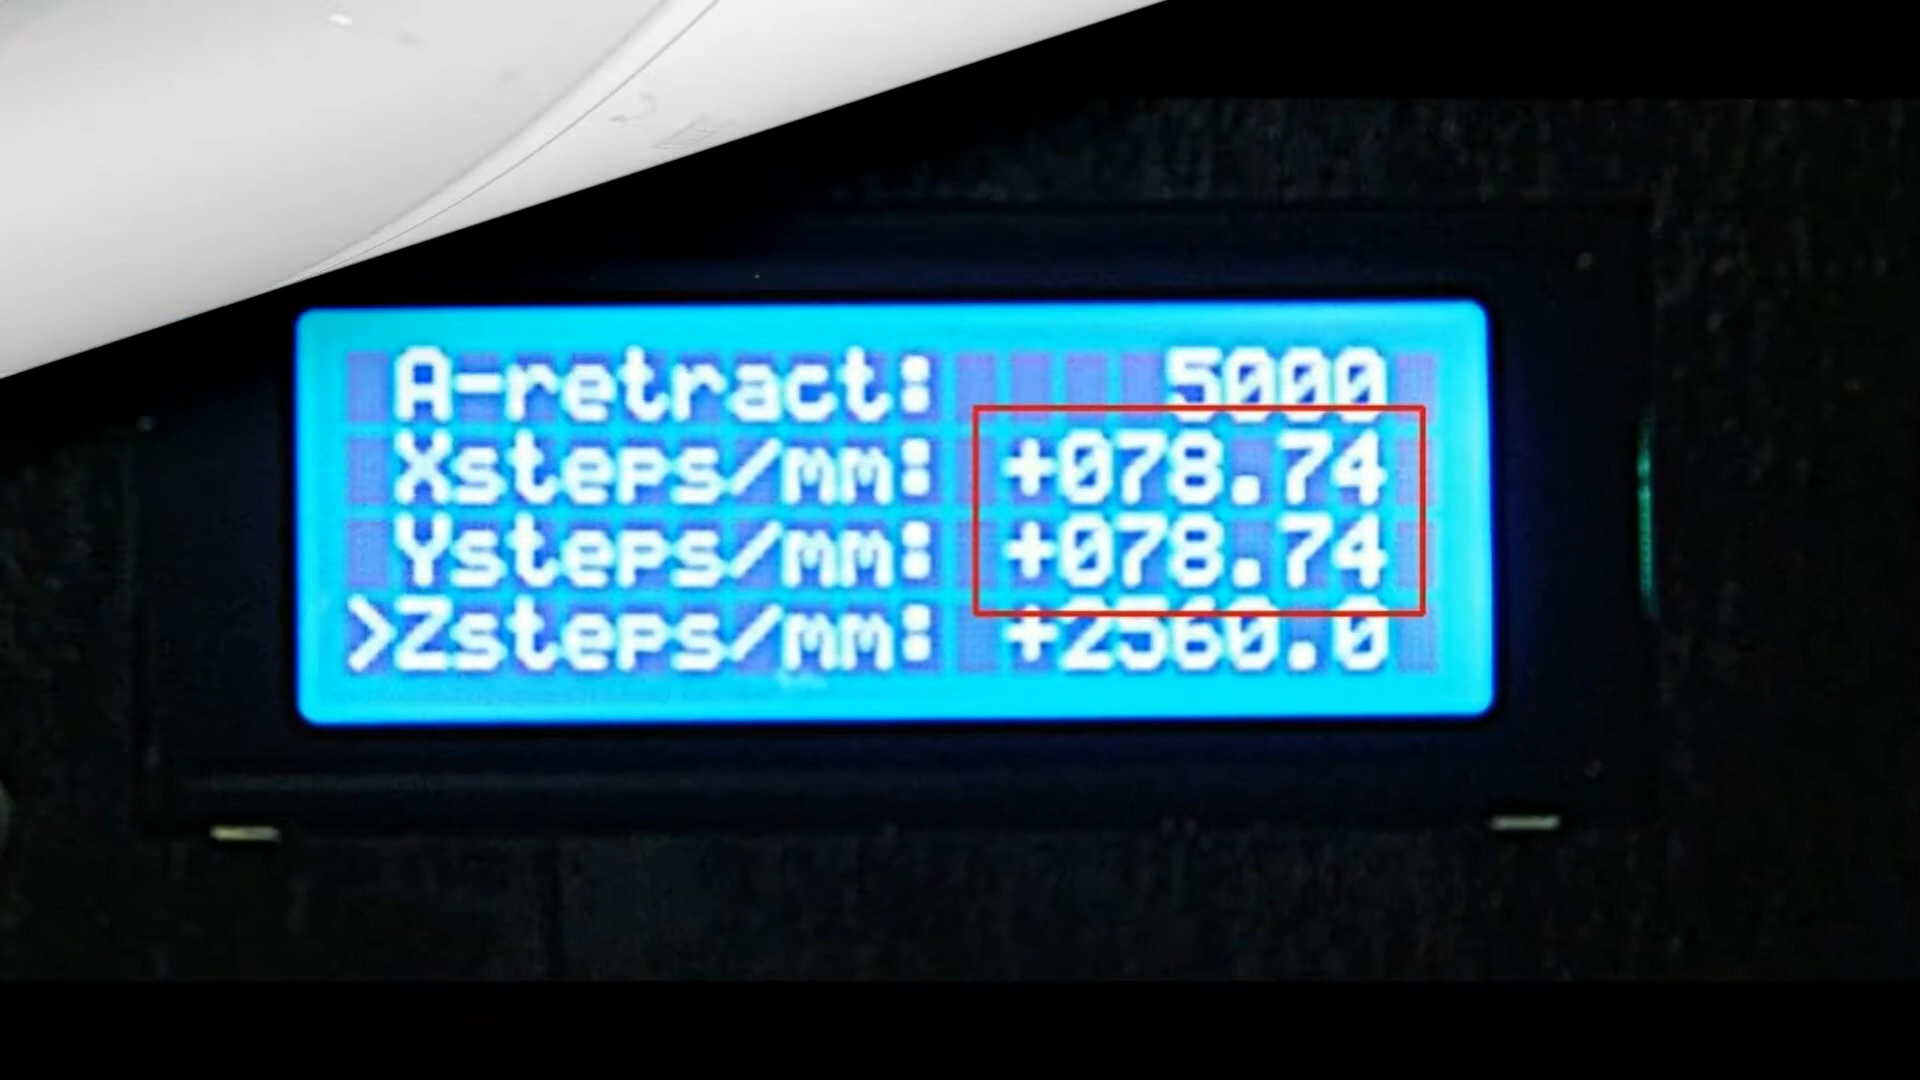 A-retract: 5000
Xsteps/mm: +078.74
Ysteps/mm: +078.74
>Zsteps/mm: +2560.0